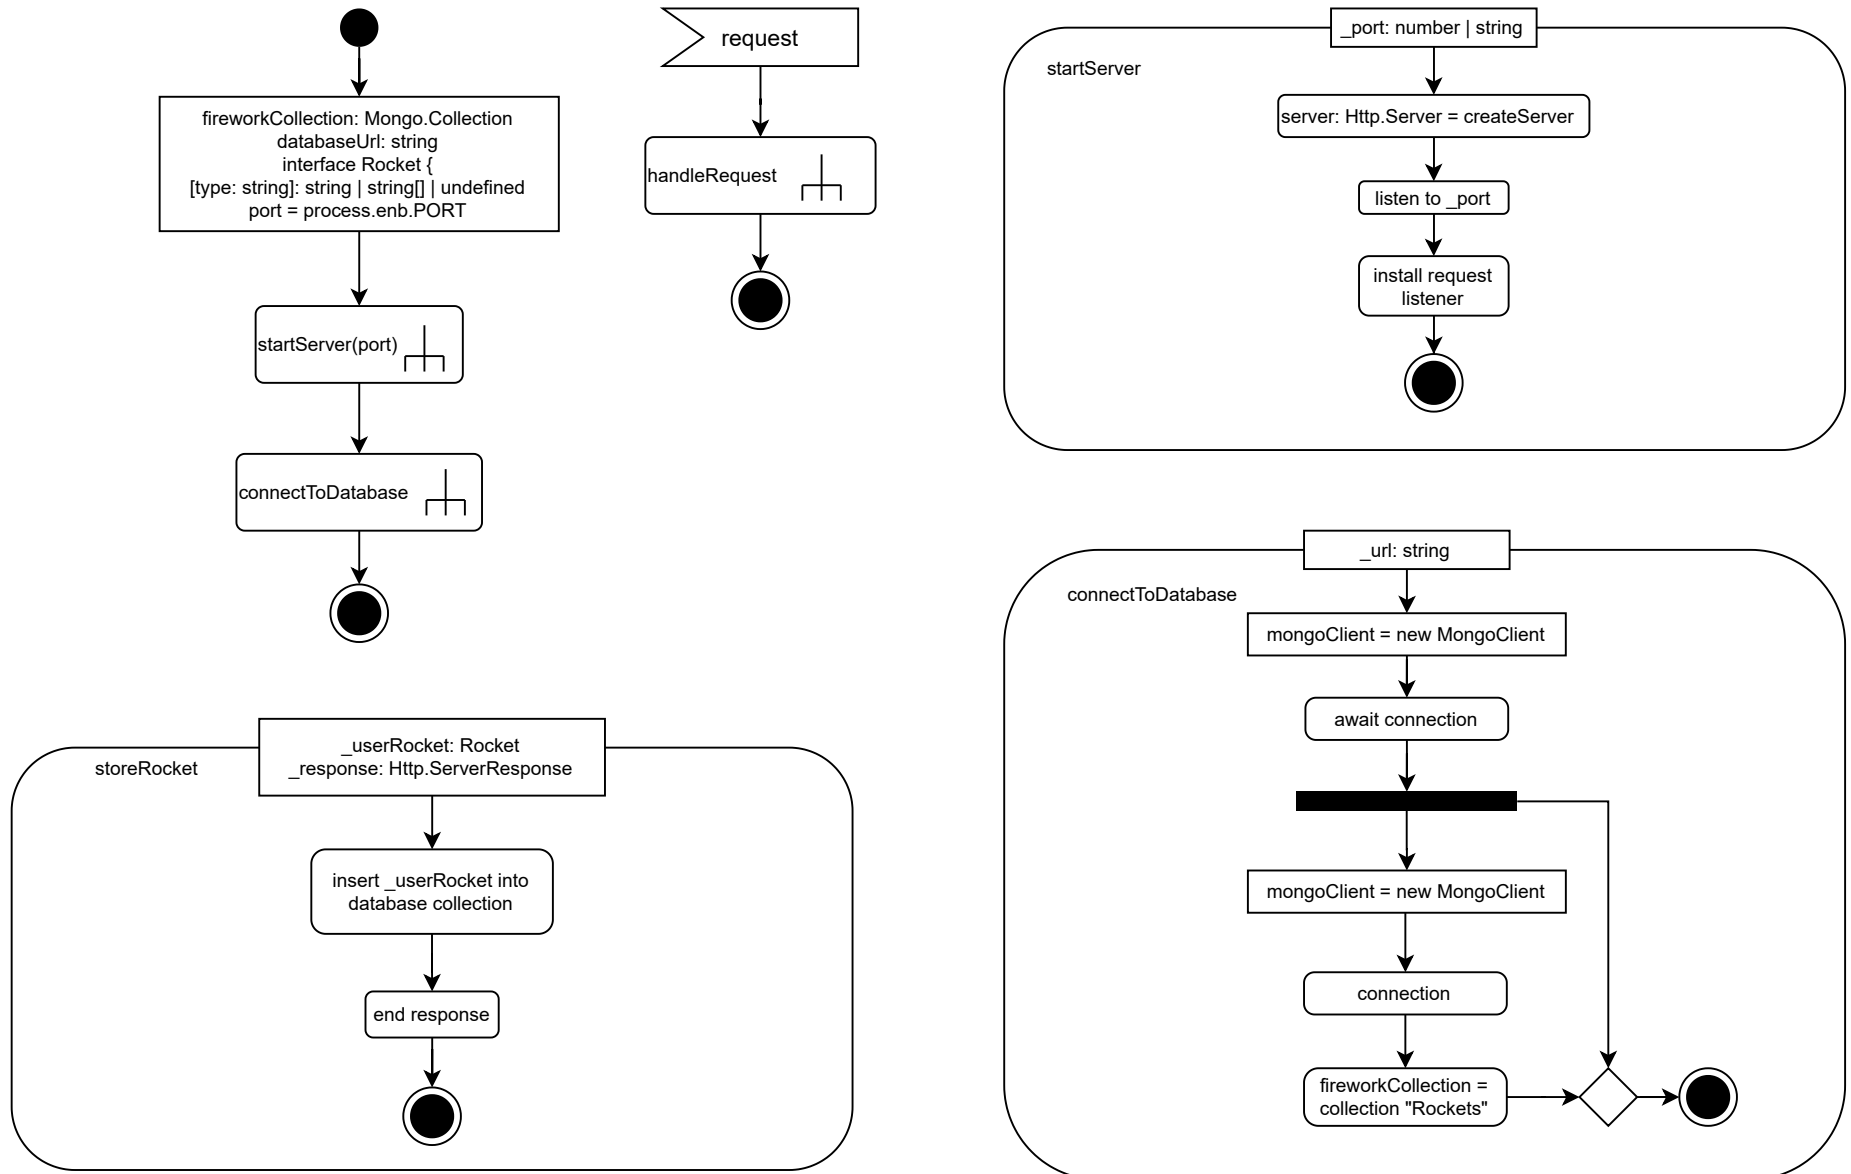 fireworkCollection: Mongo.Collection
databaseUrl: string
interface Rocket {
[type: string]: string | string[] | undefined
port = process.enb.PORT
startServer(port)
connectToDatabase
request
handleRequest
_port: number | string
startServer
server: Http.Server = createServer
listen to _port
install request
listener
_userRocket: Rocket
_response: Http.ServerResponse
storeRocket
insert _userRocket into
database collection
end response
_url: string
connectToDatabase
mongoClient = new MongoClient
await connection
mongoClient = new MongoClient
connection
fireworkCollection =
collection "Rockets"